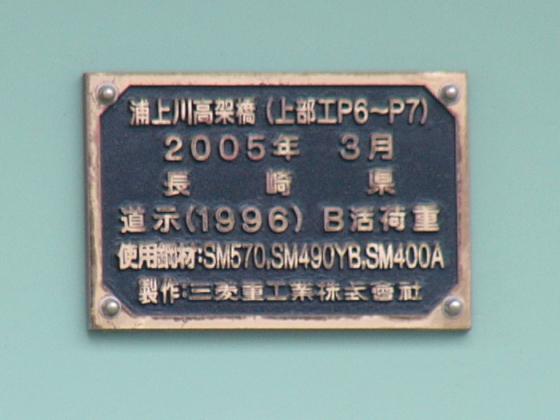 浦上川高架橋(上部工P6～P7)
2005年 3月
長崎県
道示(1996) B活荷重
使用鋼材:SM570,SM490YB,SM400A
製作:三菱重工業株式會社